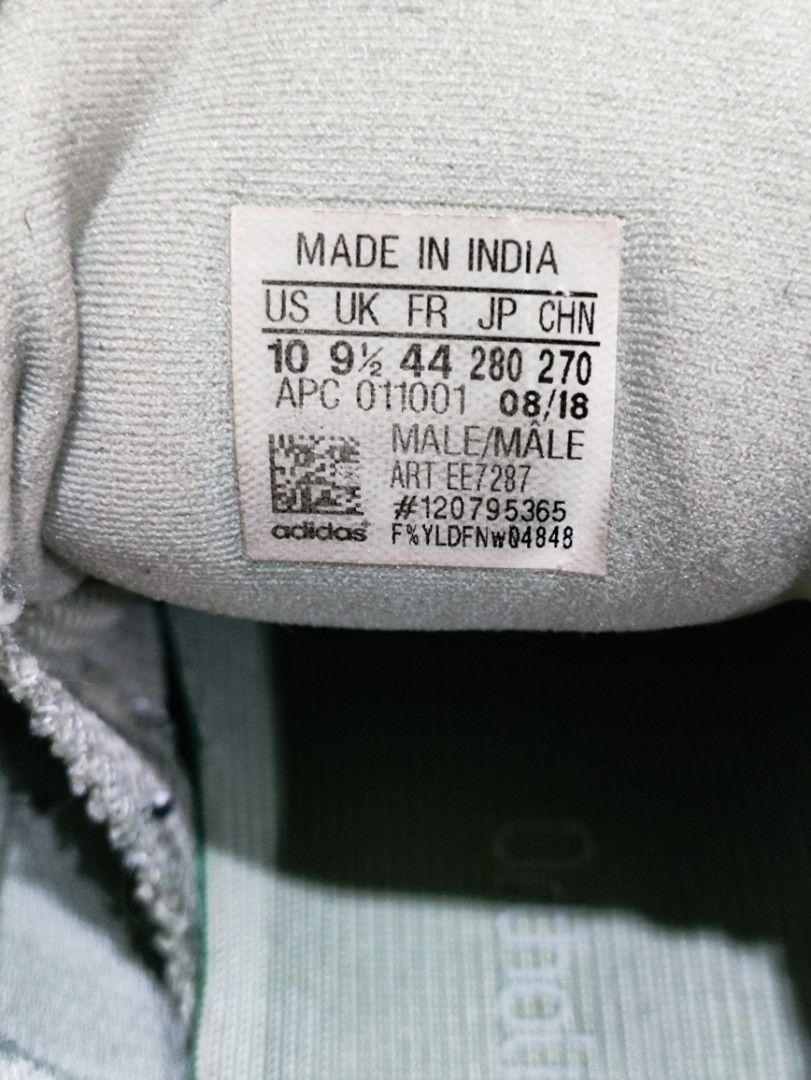 MADE IN INDIA
US UK FR JP CHN
10 9½ 44 280 270
APC 011001 08/18
MALE/MÂLE
ART EE7287
#120795365
adidas® F%YLDFNw04848